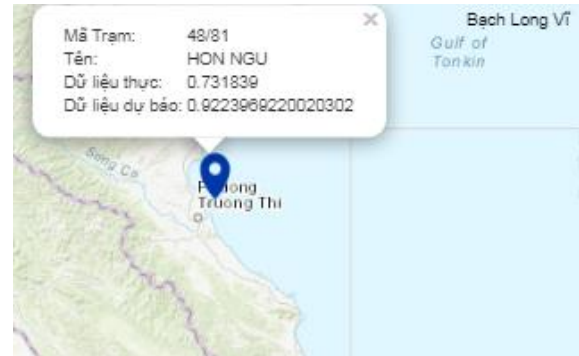 Mã Trạm: 48/81
Tên: HON NGU
Dữ liệu thực: 0.731839
Dữ liệu dự báo: 0.9223969220020302
×
Bạch Long Vĩ
Gulf of
Tonkin
Song Ca
Truong Thi